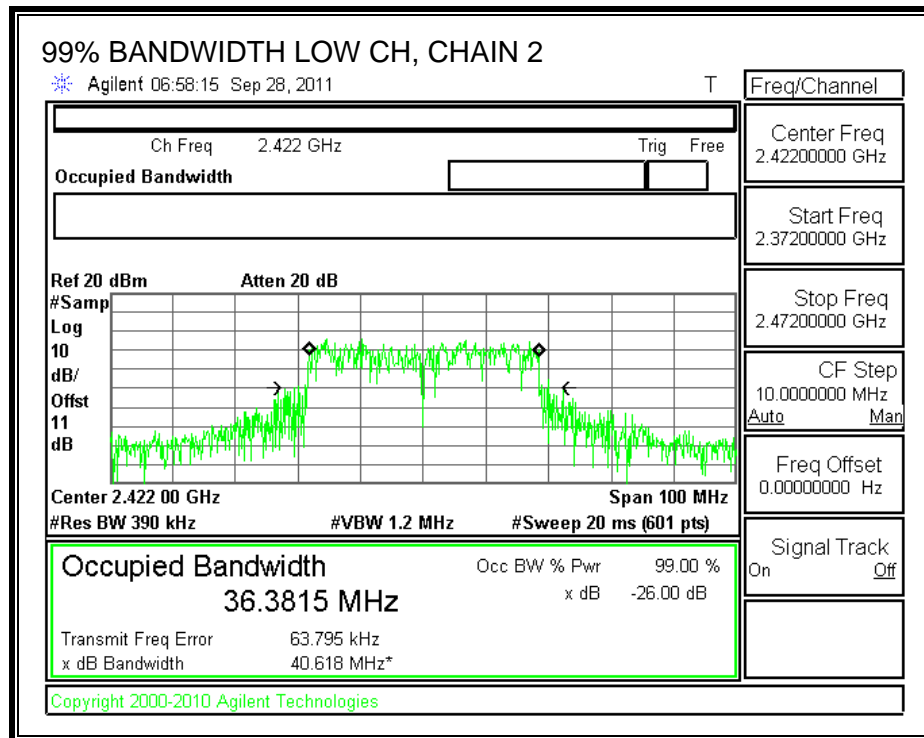 99% BANDWIDTH LOW CH, CHAIN 2
Agilent 06:58:15 Sep 28, 2011 T
Freq/Channel
Ch Freq 2.422 GHz Trig Free
Occupied Bandwidth
Center Freq
2.42200000 GHz
Start Freq
2.37200000 GHz
Stop Freq
2.47200000 GHz
CF Step
10.0000000 MHz
Auto Man
Freq Offset
0.00000000 Hz
Signal Track
On Off
Ref 20 dBm Atten 20 dB
#Samp
Log
10
dB/
Offst
11
dB
Center 2.422 00 GHz Span 100 MHz
#Res BW 390 kHz #VBW 1.2 MHz #Sweep 20 ms (601 pts)
Occupied Bandwidth Occ BW % Pwr 99.00 %
36.3815 MHz x dB -26.00 dB
Transmit Freq Error 63.795 kHz
x dB Bandwidth 40.618 MHz*
Copyright 2000-2010 Agilent Technologies